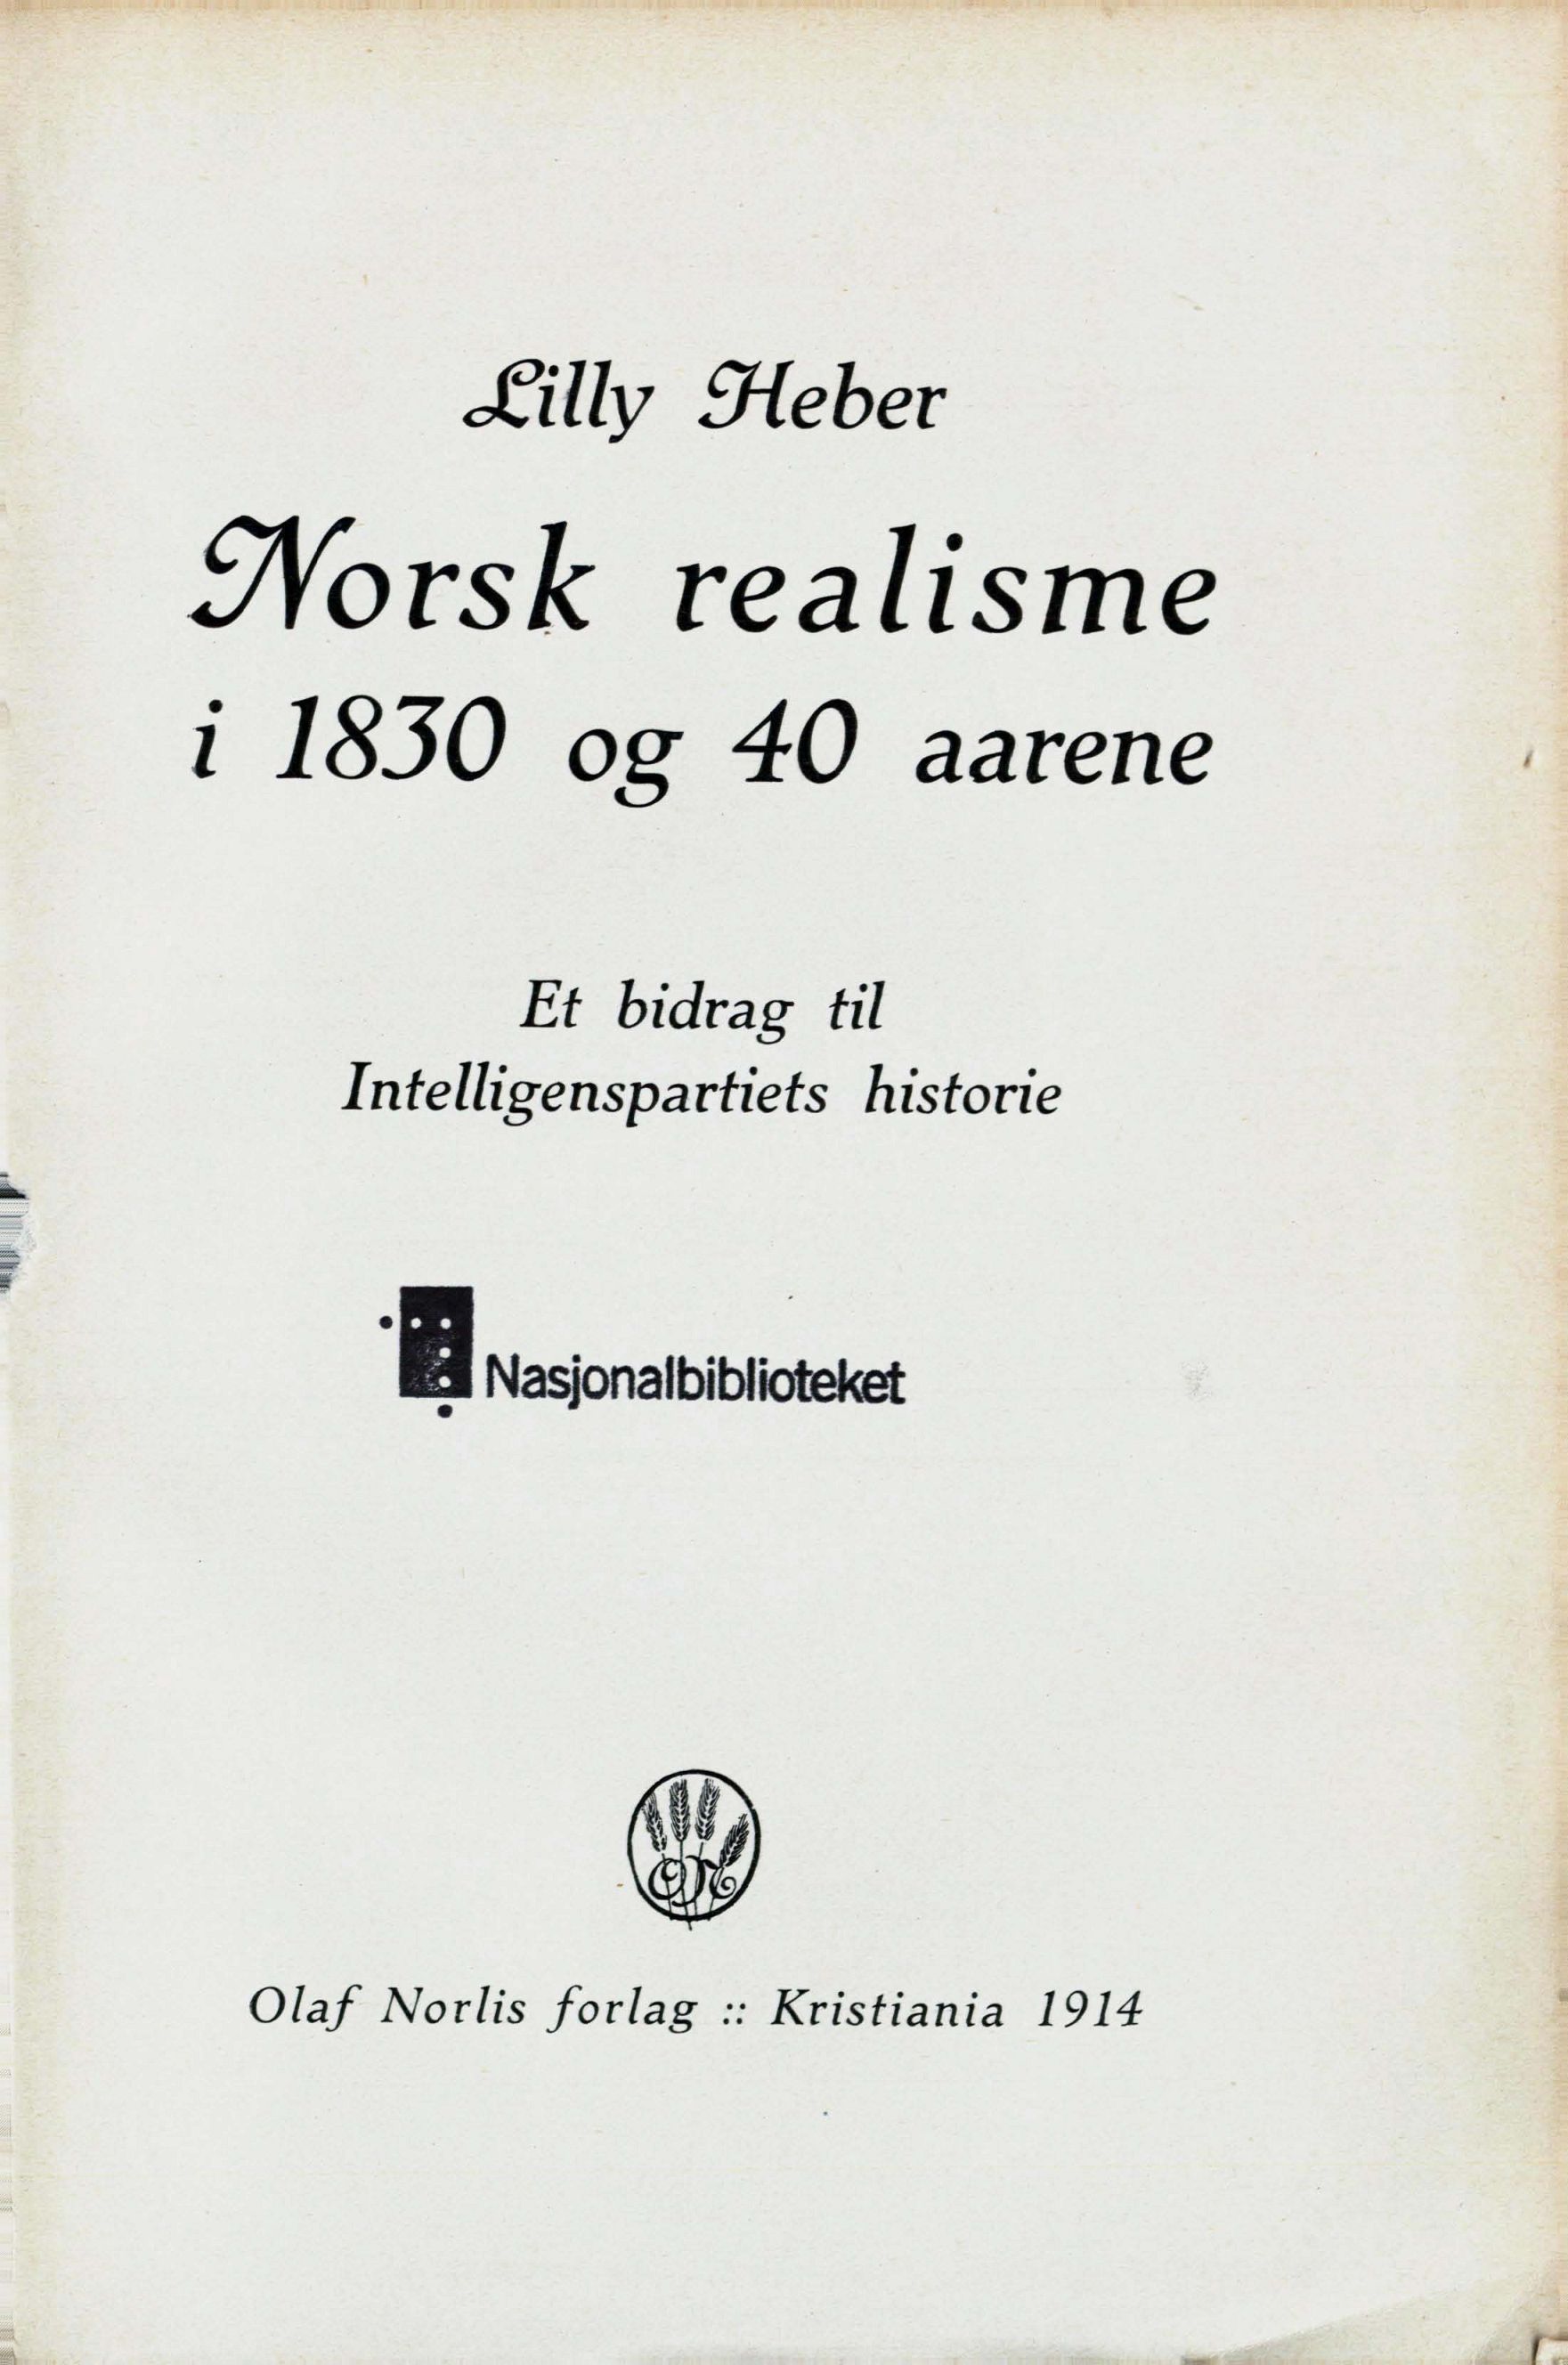 Lilly Heber
Norsk realisme
i 1830 og 40 aarene
Et bidrag til
Intelligenspartiets historie
Nasjonalbiblioteket
Olaf Norlis forlag :: Kristiania 1914